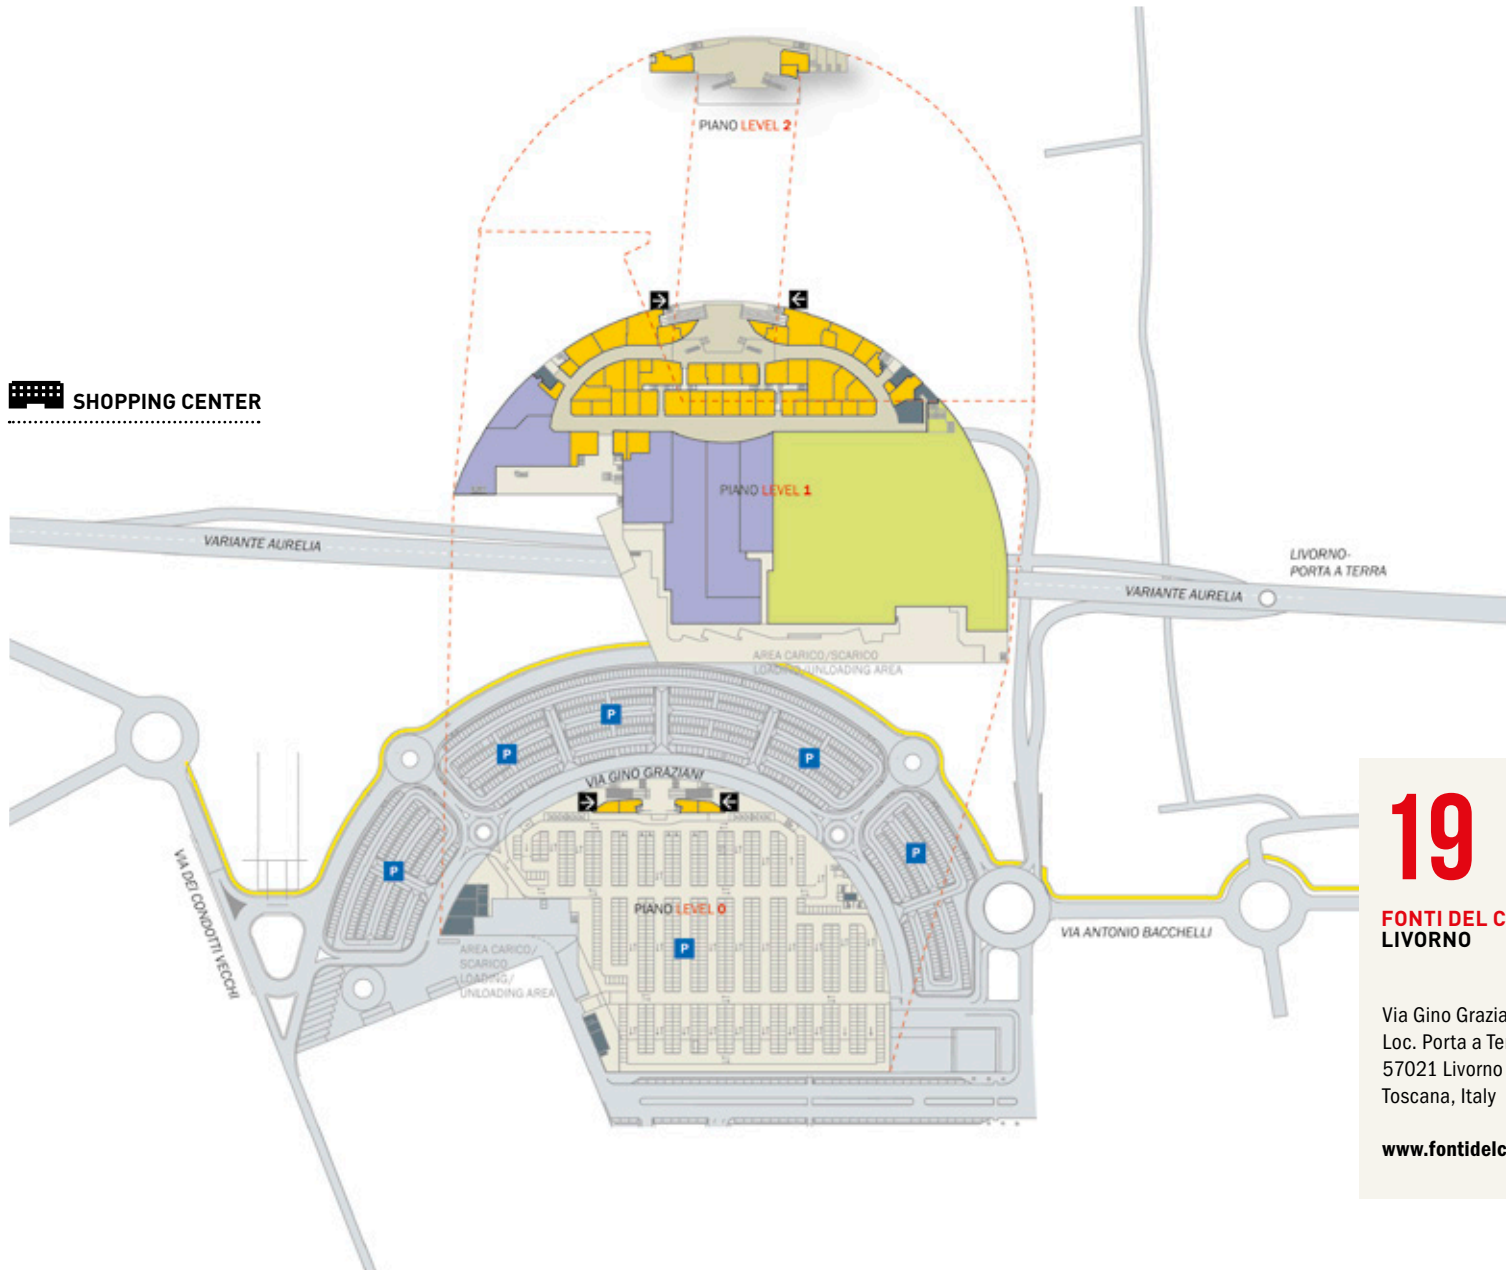 PIANO LEVEL 2
SHOPPING CENTER
PIANO LEVEL 1
VARIANTE AURELIA
LIVORNO-
PORTA A TERRA
VARIANTE AURELIA
AREA CARICO/SCARICO
LOADING/UNLOADING AREA
P
P
P
VIA GINO GRAZIANI
P
P
VIA DEI CONDOTTI VECCHI
PIANO LEVEL 0
P
AREA CARICO/
SCARICO
LOADING/
UNLOADING AREA
VIA ANTONIO BACCHELLI
19
FONTI DEL C
LIVORNO
Via Gino Grazia
Loc. Porta a Te
57021 Livorno
Toscana, Italy
www.fontidelc